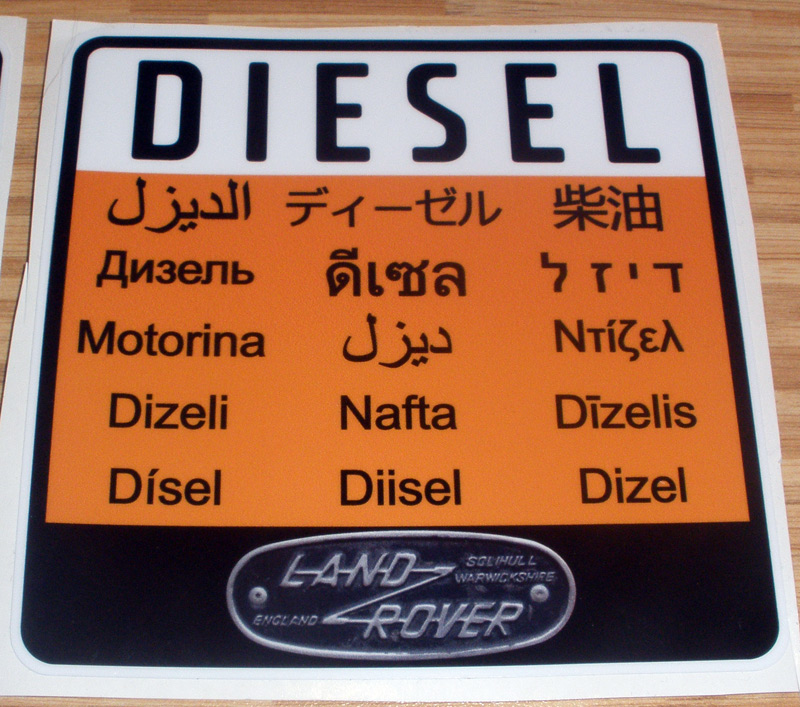 DIESEL
الديزل ディーゼル 柴油
Дизель ดีเซล דיזל
Motorina ديزل Ντίζελ
Dizeli Nafta Dīzelis
Dísel Diisel Dizel
LAND ROVER
SOLIHULL
WARWICKSHIRE
ENGLAND